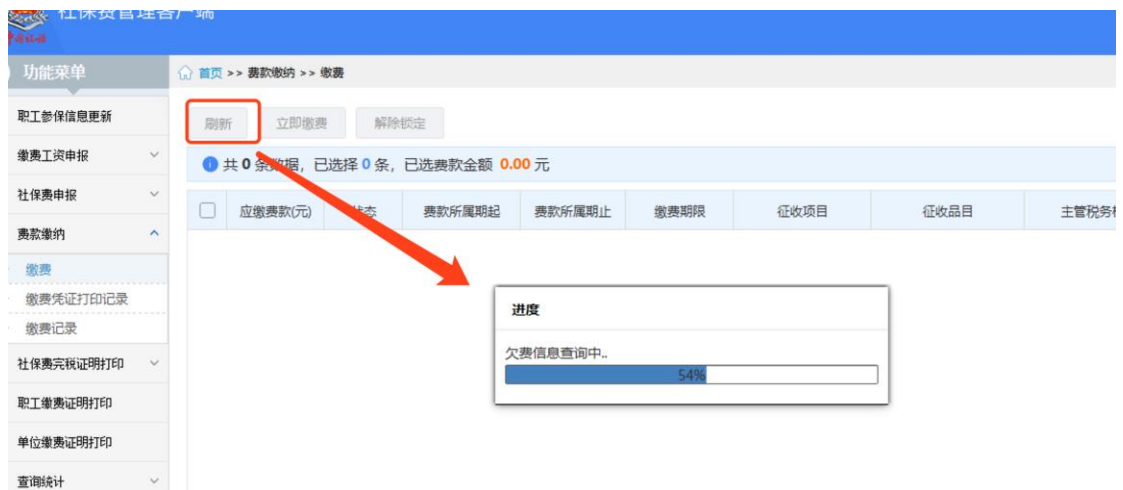 社保费管理客户端
功能菜单
首页 >> 费款缴纳 >> 缴费
职工参保信息更新
缴费工资申报
社保费申报
费款缴纳
缴费
缴费凭证打印记录
缴费记录
社保费完税证明打印
职工缴费证明打印
单位缴费证明打印
查询统计
刷新 立即缴费 解除锁定
共 0 条数据，已选择 0 条，已选费款金额 0.00 元
应缴费款(元) 状态 费款所属期起 费款所属期止 缴费期限 征收项目 征收品目 主管税务
进度
欠费信息查询中..
54%